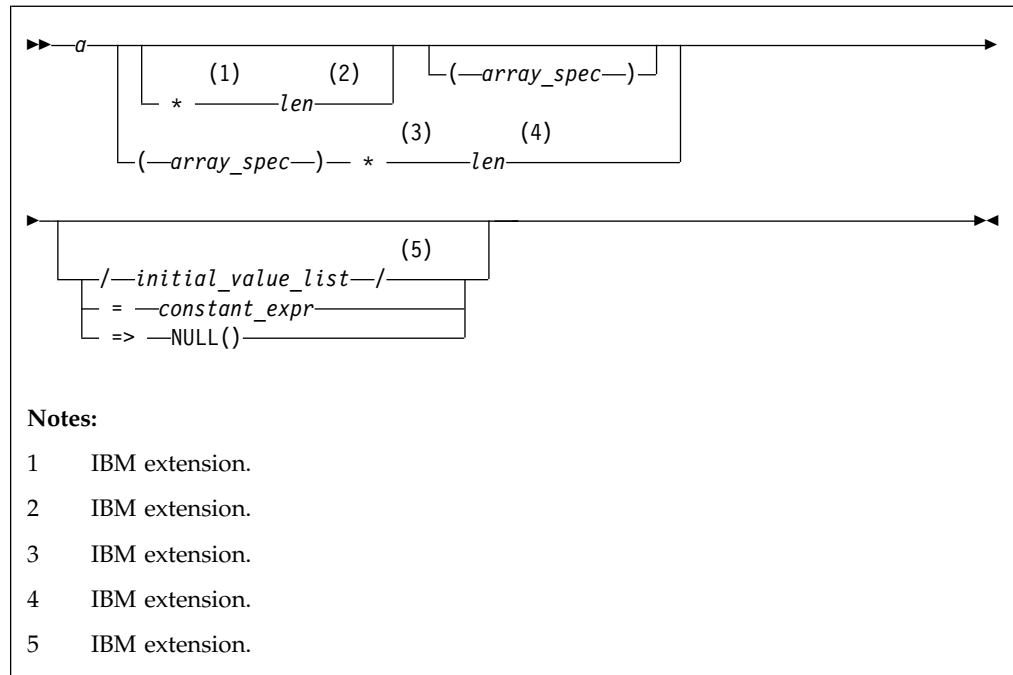 a
(1) (2)
* len
( array_spec )
(3) (4)
( array_spec ) * len
(5)
/ initial_value_list /
= constant_expr
=> NULL()
Notes:
1 IBM extension.
2 IBM extension.
3 IBM extension.
4 IBM extension.
5 IBM extension.